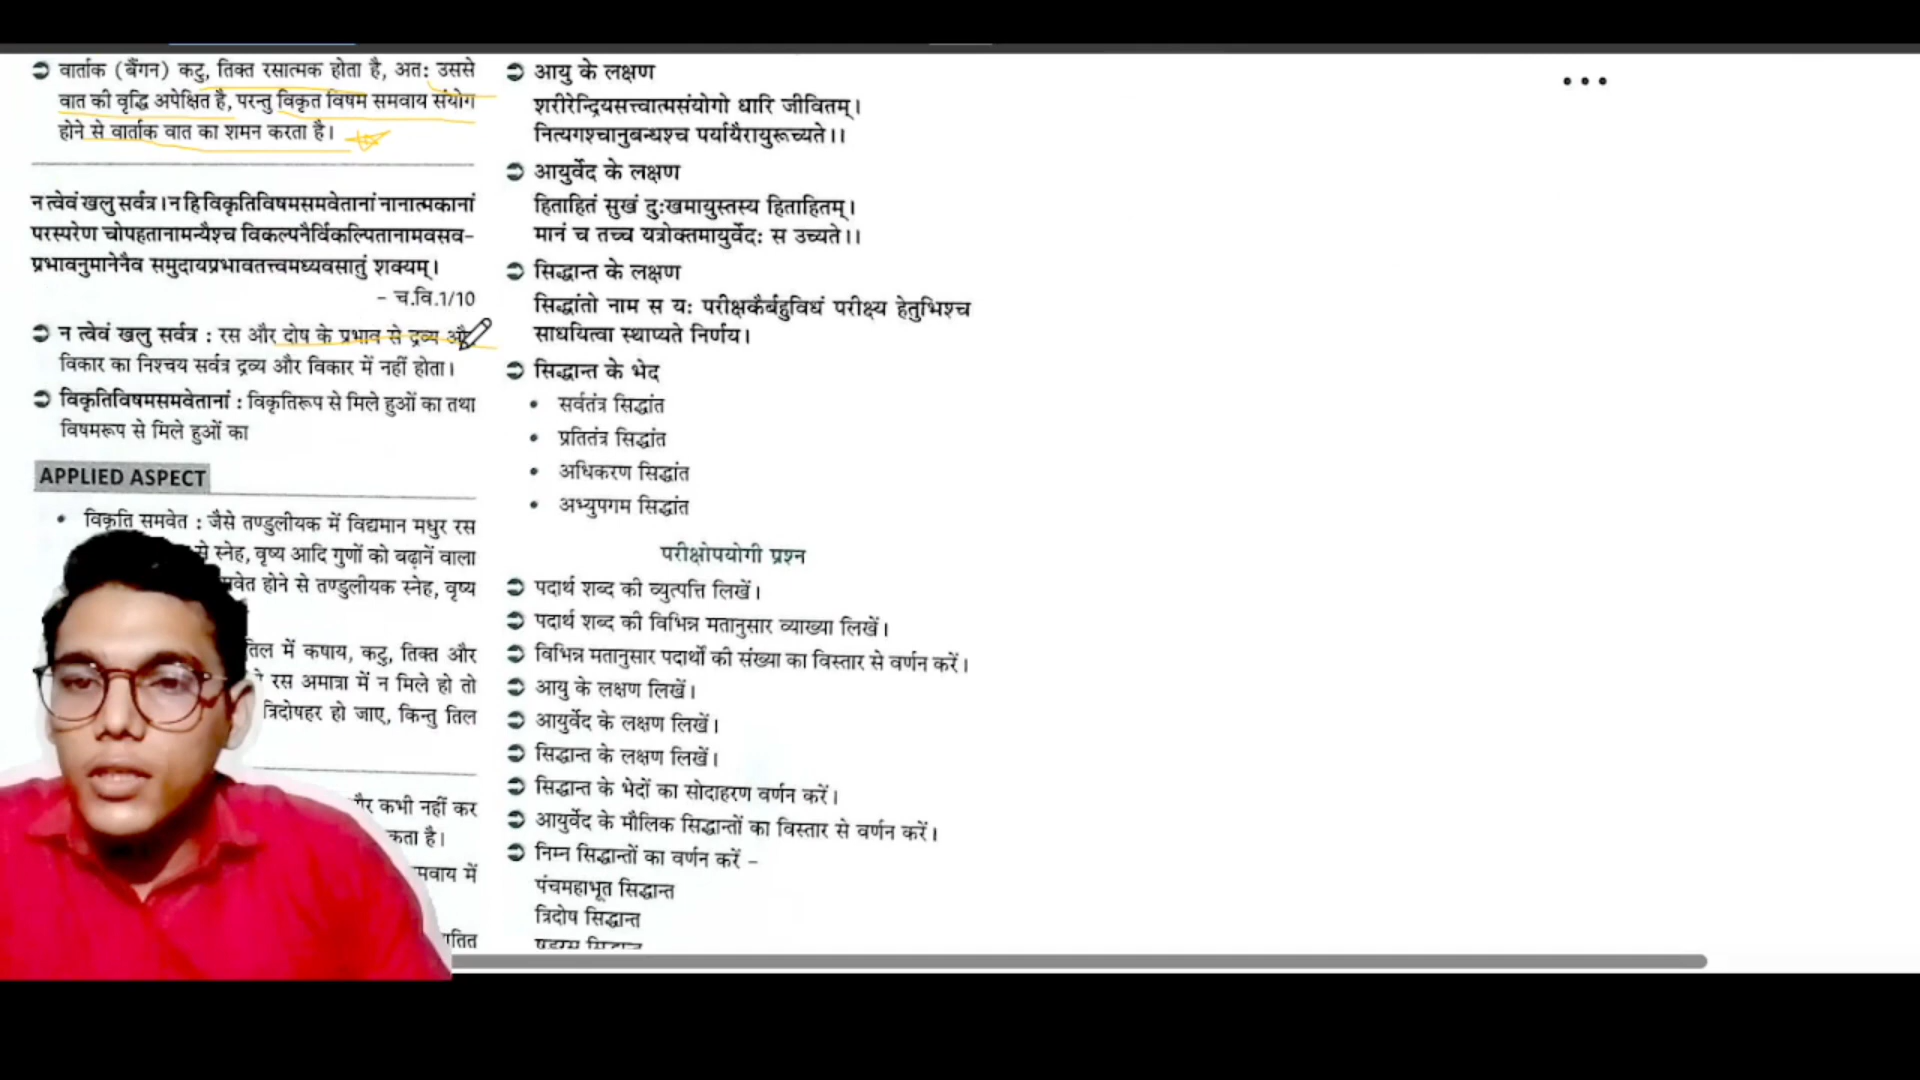 वार्ताक (बैंगन) कटु, तिक्त रसात्मक होता है, अतः उससे
वात की वृद्धि अपेक्षित है, परन्तु विकृत विषम समवाय संयोग
होने से वार्ताक वात का शमन करता है।
न त्वेवं खलु सर्वत्र। न हि विकृतिविषमसमवेतानां नानात्मकानां
परस्परेण चोपहतानामन्यैश्च विकल्पनैर्विकल्पितानामवसव-
प्रभावनुमानेनैव समुदायप्रभावतत्त्वमध्यवसातुं शक्यम्।
– च.वि.1/10
न त्वेवं खलु सर्वत्र : रस और दोष के प्रभाव से द्रव्य
विकार का निश्चय सर्वत्र द्रव्य और विकार में नहीं होता।
विकृतिविषमसमवेतानां : विकृतिरूप से मिले हुओं का तथा
विषमरूप से मिले हुओं का
APPLIED ASPECT
• विकृति समवेत : जैसे तण्डुलीयक में विद्यमान मधुर रस
से स्नेह, वृष्य आदि गुणों को बढ़ानें वाला
होने से तण्डुलीयक स्नेह, वृष्य
में कषाय, कटु, तिक्त और
रस अमात्रा में न मिले हो तो
त्रिदोषहर हो जाए, किन्तु तिल
कभी नहीं कर
है।
में
आयु के लक्षण
शरीरेन्द्रियसत्त्वात्मसंयोगो धारि जीवितम्।
नित्यगश्चानुबन्धश्च पर्यायैरायुरूच्यते।।
आयुर्वेद के लक्षण
हिताहितं सुखं दुःखमायुस्तस्य हिताहितम्।
मानं च तच्च यत्रोक्तमायुर्वेदः स उच्यते।।
सिद्धान्त के लक्षण
सिद्धांतो नाम स यः परीक्षकैर्बहुविधं परीक्ष्य हेतुभिश्च
साधयित्वा स्थाप्यते निर्णय।
सिद्धान्त के भेद
• सर्वतंत्र सिद्धांत
• प्रतितंत्र सिद्धांत
• अधिकरण सिद्धांत
• अभ्युपगम सिद्धांत
परीक्षोपयोगी प्रश्न
पदार्थ शब्द की व्युत्पत्ति लिखें।
पदार्थ शब्द की विभिन्न मतानुसार व्याख्या लिखें।
विभिन्न मतानुसार पदार्थों की संख्या का विस्तार से वर्णन करें।
आयु के लक्षण लिखें।
आयुर्वेद के लक्षण लिखें।
सिद्धान्त के लक्षण लिखें।
सिद्धान्त के भेदों का सोदाहरण वर्णन करें।
आयुर्वेद के मौलिक सिद्धान्तों का विस्तार से वर्णन करें।
निम्न सिद्धान्तों का वर्णन करें –
पंचमहाभूत सिद्धान्त
त्रिदोष सिद्धान्त